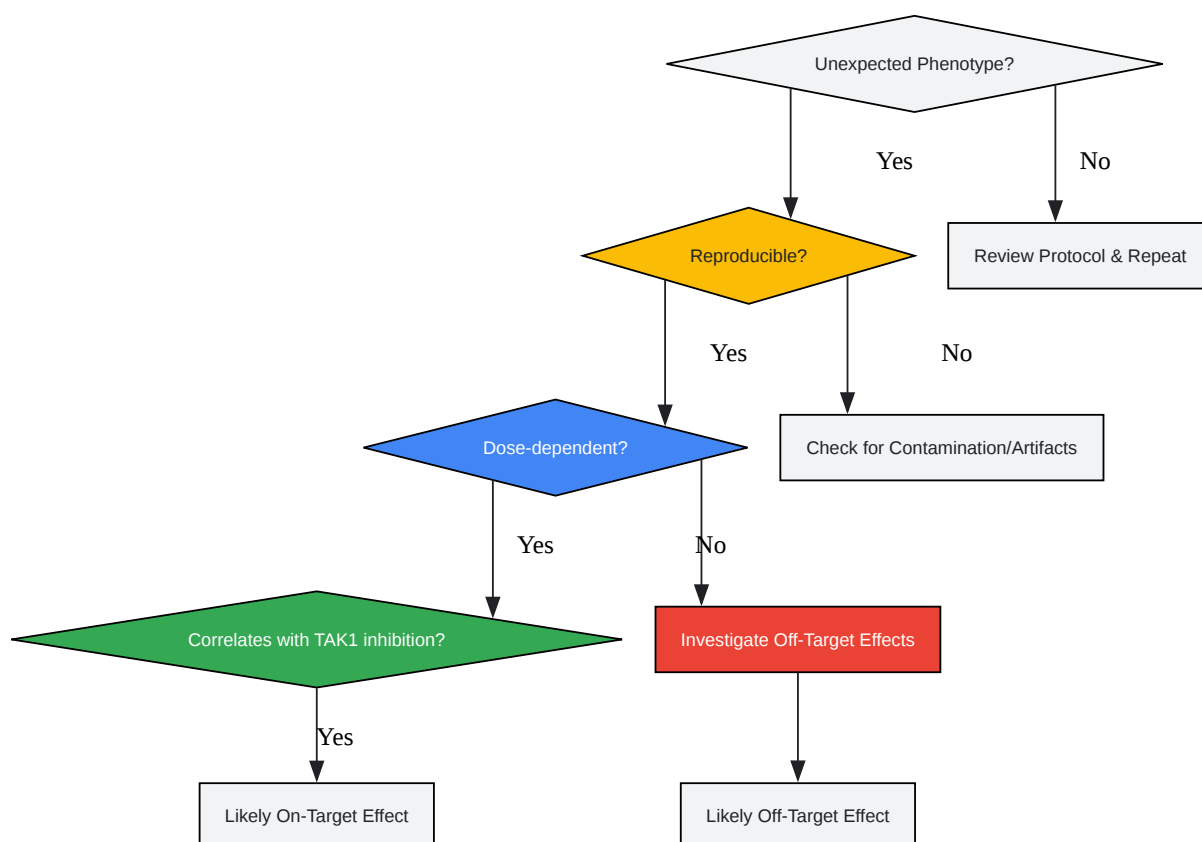 Unexpected Phenotype?
Yes
No
Reproducible?
Review Protocol & Repeat
Yes
No
Dose-dependent?
Check for Contamination/Artifacts
Yes
No
Correlates with TAK1 inhibition?
Investigate Off-Target Effects
Yes
Likely On-Target Effect
Likely Off-Target Effect